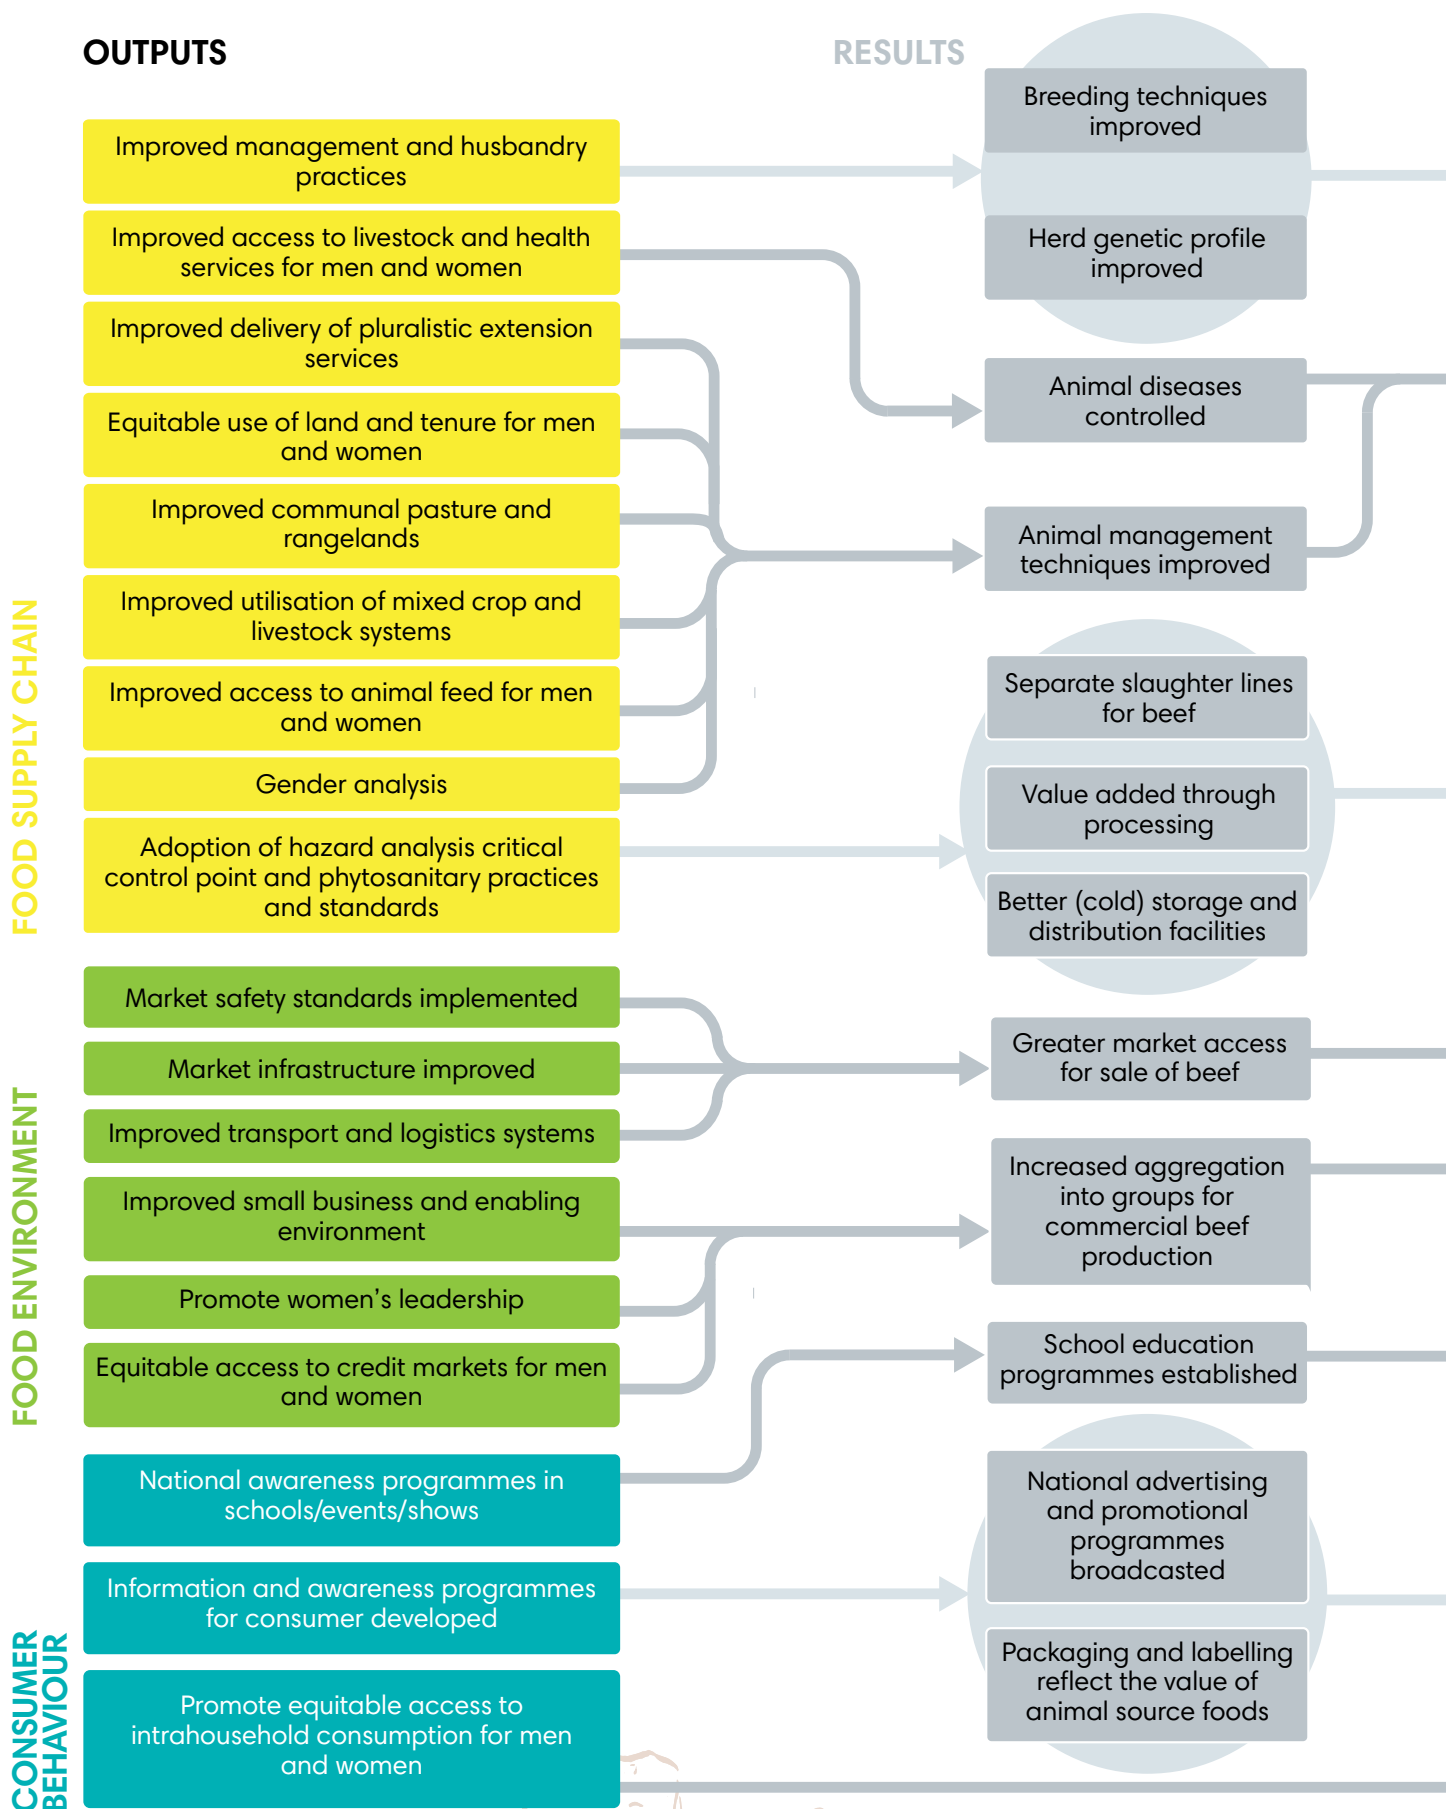 OUTPUTS
RESULTS
FOOD SUPPLY CHAIN
Improved management and husbandry
practices
Improved access to livestock and health
services for men and women
Improved delivery of pluralistic extension
services
Equitable use of land and tenure for men
and women
Improved communal pasture and
rangelands
Improved utilisation of mixed crop and
livestock systems
Improved access to animal feed for men
and women
Gender analysis
Adoption of hazard analysis critical
control point and phytosanitary practices
and standards
FOOD ENVIRONMENT
Market safety standards implemented
Market infrastructure improved
Improved transport and logistics systems
Improved small business and enabling
environment
Promote women’s leadership
Equitable access to credit markets for men
and women
CONSUMER
BEHAVIOUR
National awareness programmes in
schools/events/shows
Information and awareness programmes
for consumer developed
Promote equitable access to
intrahousehold consumption for men
and women
Breeding techniques
improved
Herd genetic profile
improved
Animal diseases
controlled
Animal management
techniques improved
Separate slaughter lines
for beef
Value added through
processing
Better (cold) storage and
distribution facilities
Greater market access
for sale of beef
Increased aggregation
into groups for
commercial beef
production
School education
programmes established
National advertising
and promotional
programmes
broadcasted
Packaging and labelling
reflect the value of
animal source foods